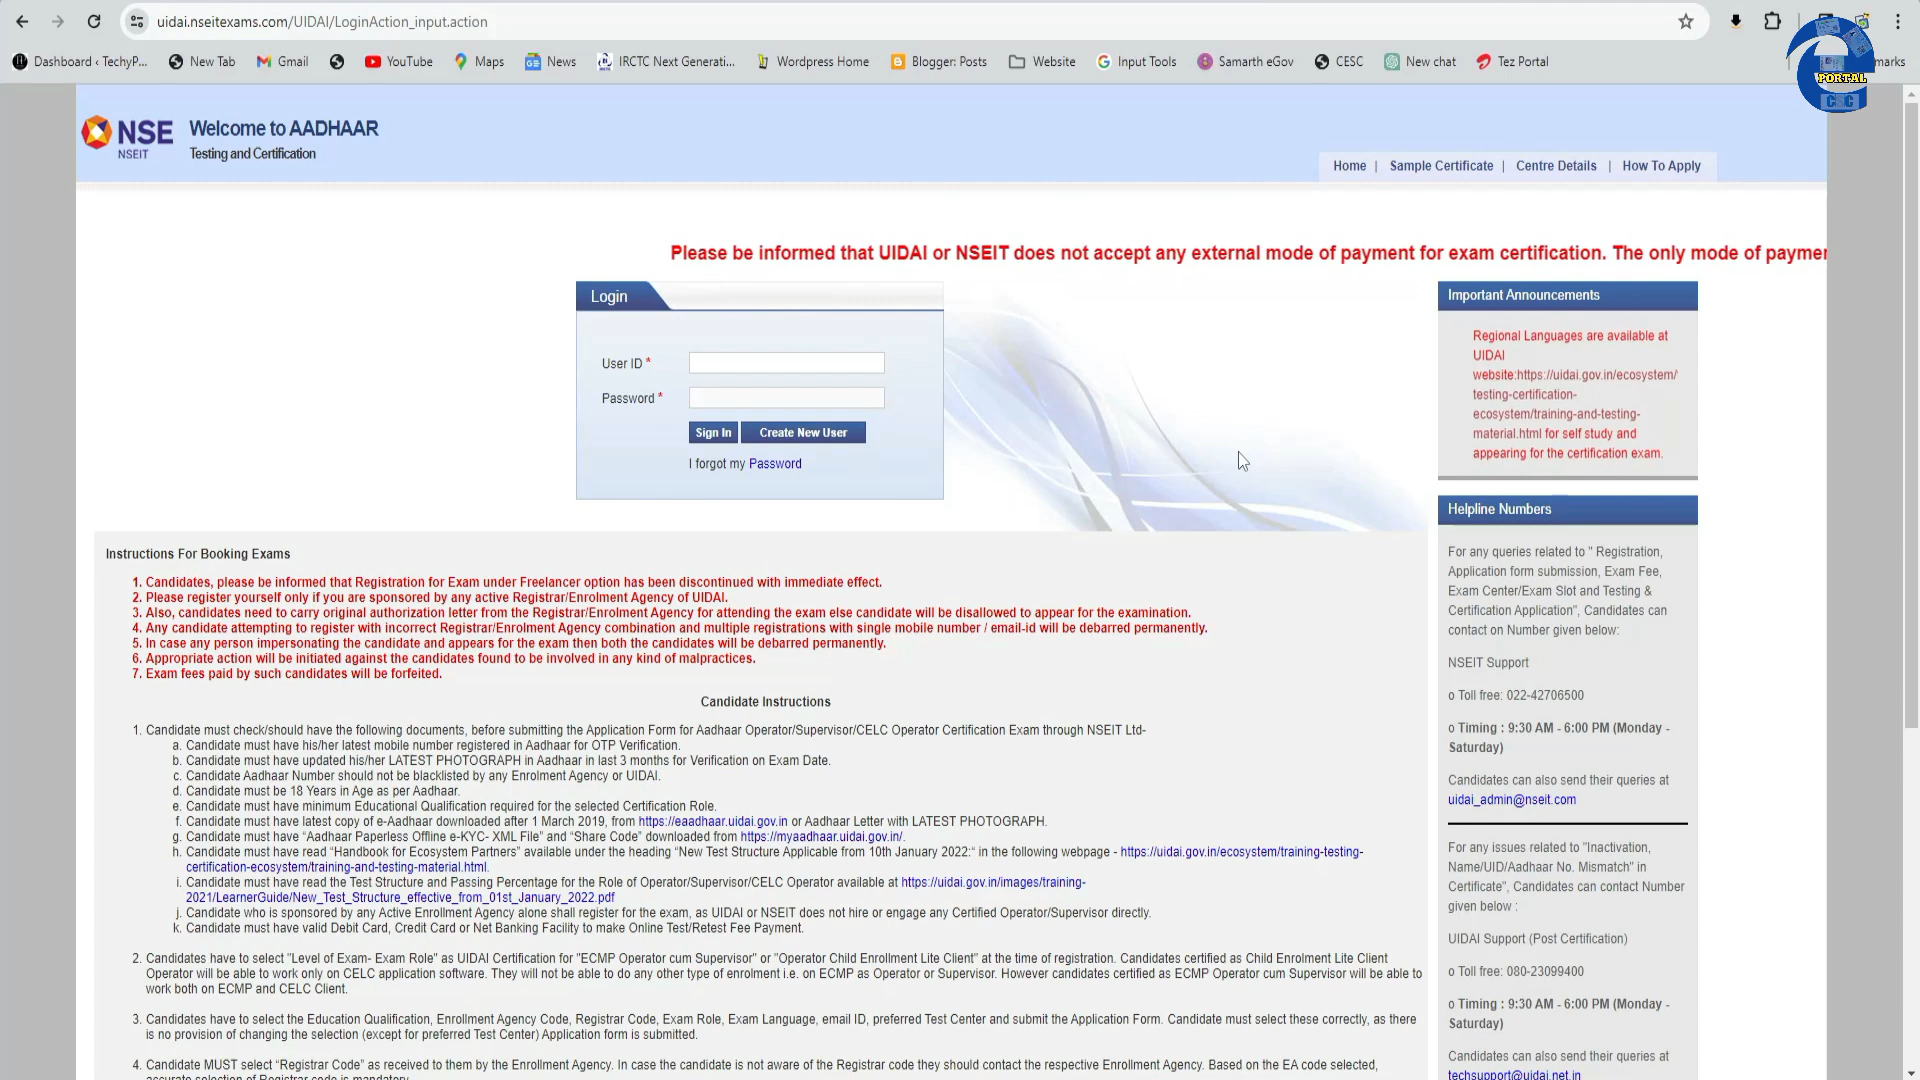 uidai.nseitexams.com/UIDAI/LoginAction_input.action
Dashboard ‹ TechyP... New Tab Gmail YouTube Maps News IRCTC Next Generati... Wordpress Home Blogger: Posts Website Input Tools Samarth eGov CESC New chat Tez Portal
PORTAL
CSC
NSE
NSEIT
Welcome to AADHAAR
Testing and Certification
Home | Sample Certificate | Centre Details | How To Apply
Please be informed that UIDAI or NSEIT does not accept any external mode of payment for exam certification. The only mode of paymen
Login
User ID *
Password *
Sign In Create New User
I forgot my Password
Important Announcements
Regional Languages are available at
UIDAI
website:https://uidai.gov.in/ecosystem/
testing-certification-
ecosystem/training-and-testing-
material.html for self study and
appearing for the certification exam.
Helpline Numbers
For any queries related to " Registration,
Application form submission, Exam Fee,
Exam Center/Exam Slot and Testing &
Certification Application", Candidates can
contact on Number given below:
NSEIT Support
o Toll free: 022-42706500
o Timing : 9:30 AM - 6:00 PM (Monday -
Saturday)
Candidates can also send their queries at
uidai_admin@nseit.com
For any issues related to "Inactivation,
Name/UID/Aadhaar No. Mismatch" in
Certificate", Candidates can contact Number
given below :
UIDAI Support (Post Certification)
o Toll free: 080-23099400
o Timing : 9:30 AM - 6:00 PM (Monday -
Saturday)
Candidates can also send their queries at
techsupport@uidai.net.in
Instructions For Booking Exams
1. Candidates, please be informed that Registration for Exam under Freelancer option has been discontinued with immediate effect.
2. Please register yourself only if you are sponsored by any active Registrar/Enrolment Agency of UIDAI.
3. Also, candidates need to carry original authorization letter from the Registrar/Enrolment Agency for attending the exam else candidate will be disallowed to appear for the examination.
4. Any candidate attempting to register with incorrect Registrar/Enrolment Agency combination and multiple registrations with single mobile number / email-id will be debarred permanently.
5. In case any person impersonating the candidate and appears for the exam then both the candidates will be debarred permanently.
6. Appropriate action will be initiated against the candidates found to be involved in any kind of malpractices.
7. Exam fees paid by such candidates will be forfeited.
Candidate Instructions
1. Candidate must check/should have the following documents, before submitting the Application Form for Aadhaar Operator/Supervisor/CELC Operator Certification Exam through NSEIT Ltd-
a. Candidate must have his/her latest mobile number registered in Aadhaar for OTP Verification.
b. Candidate must have updated his/her LATEST PHOTOGRAPH in Aadhaar in last 3 months for Verification on Exam Date.
c. Candidate Aadhaar Number should not be blacklisted by any Enrolment Agency or UIDAI.
d. Candidate must be 18 Years in Age as per Aadhaar.
e. Candidate must have minimum Educational Qualification required for the selected Certification Role.
f. Candidate must have latest copy of e-Aadhaar downloaded after 1 March 2019, from https://eaadhaar.uidai.gov.in or Aadhaar Letter with LATEST PHOTOGRAPH.
g. Candidate must have “Aadhaar Paperless Offline e-KYC- XML File” and “Share Code” downloaded from https://myaadhaar.uidai.gov.in/.
h. Candidate must have read “Handbook for Ecosystem Partners” available under the heading “New Test Structure Applicable from 10th January 2022:“ in the following webpage - https://uidai.gov.in/ecosystem/training-testing-
certification-ecosystem/training-and-testing-material.html.
i. Candidate must have read the Test Structure and Passing Percentage for the Role of Operator/Supervisor/CELC Operator available at https://uidai.gov.in/images/training-
2021/LearnerGuide/New_Test_Structure_effective_from_01st_January_2022.pdf
j. Candidate who is sponsored by any Active Enrollment Agency alone shall register for the exam, as UIDAI or NSEIT does not hire or engage any Certified Operator/Supervisor directly.
k. Candidate must have valid Debit Card, Credit Card or Net Banking Facility to make Online Test/Retest Fee Payment.
2. Candidates have to select "Level of Exam- Exam Role" as UIDAI Certification for "ECMP Operator cum Supervisor" or "Operator Child Enrollment Lite Client" at the time of registration. Candidates certified as Child Enrolment Lite Client
Operator will be able to work only on CELC application software. They will not be able to do any other type of enrolment i.e. on ECMP as Operator or Supervisor. However candidates certified as ECMP Operator cum Supervisor will be able to
work both on ECMP and CELC Client.
3. Candidates have to select the Education Qualification, Enrollment Agency Code, Registrar Code, Exam Role, Exam Language, email ID, preferred Test Center and submit the Application Form. Candidate must select these correctly, as there
is no provision of changing the selection (except for preferred Test Center) Application form is submitted.
4. Candidate MUST select “Registrar Code” as received to them by the Enrollment Agency. In case the candidate is not aware of the Registrar code they should contact the respective Enrollment Agency. Based on the EA code selected,
accurate selection of Registrar code is mandatory.